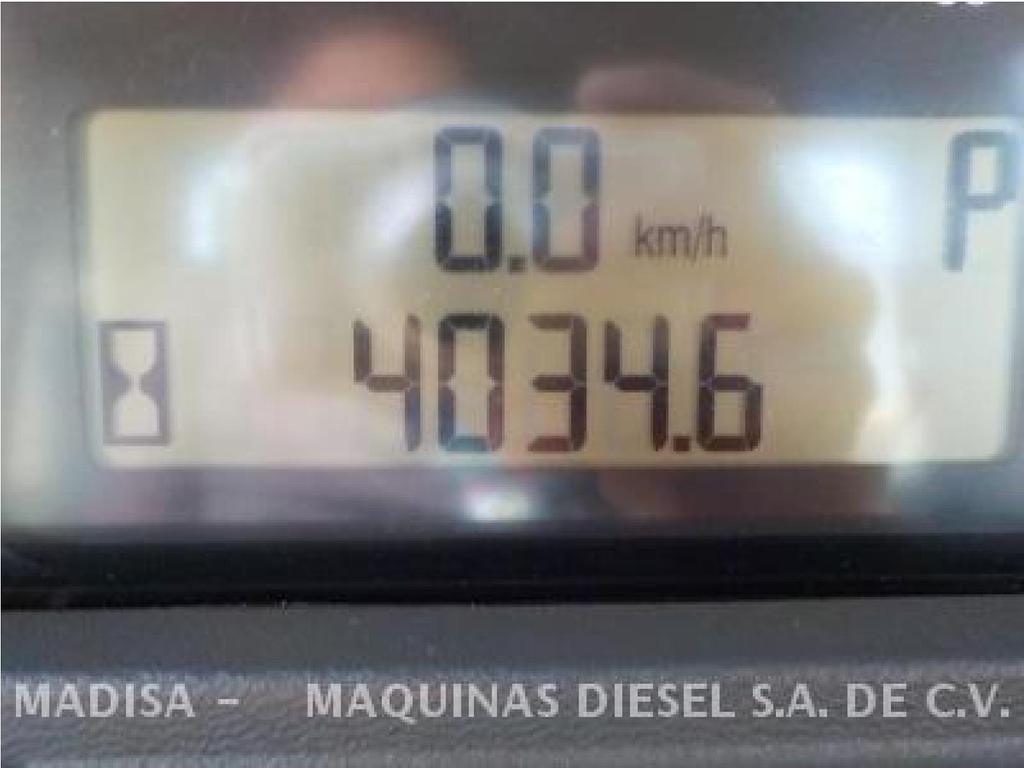 0.0 km/h P
4034.6
MADISA - MAQUINAS DIESEL S.A. DE C.V.